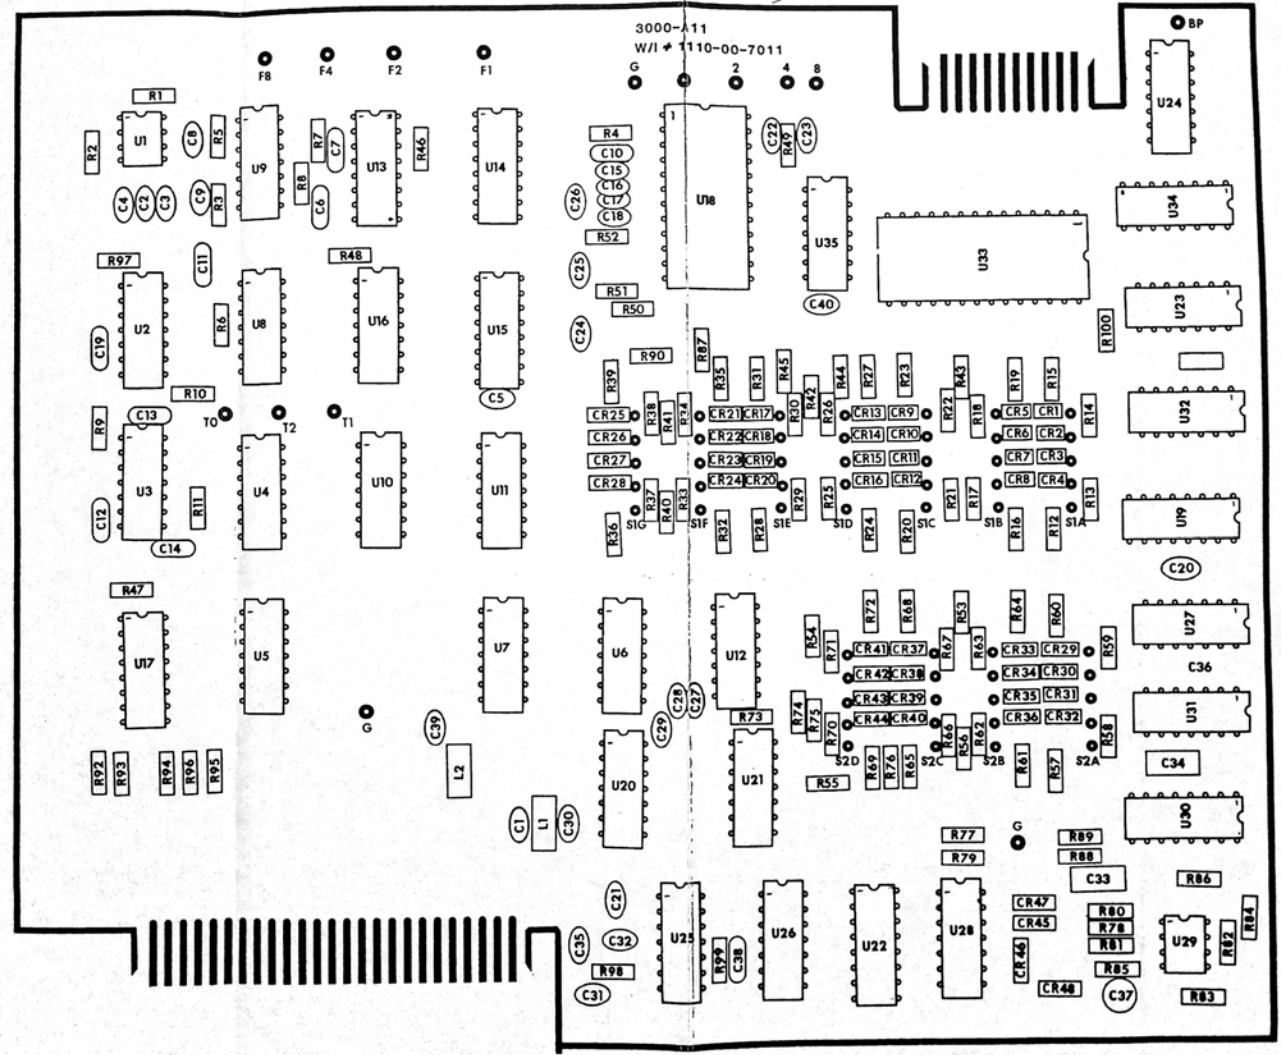 3000-A11
W/I # 1110-00-7011
BP
F8 F4 F2 F1
G 2 4 8
U24
R1
R2 U1 C8 R5 U9 R7 C7 U13 R46 U14
R4 C22 R49 C23
C10
C15
C16
C17
C18
1 U18
R8 C6
C4 C2 C3 C9 R3
C26
R52
U35 U33 U34
R97 C11 R48
C25
R51
R50
C40
U23
U2 R6 U8 U16 U15
C19
C24
R100
R90 R87
R10 C5
R39 R35 R31 R45 R44 R27 R23 R43 R19 R15
R42
C13 T0 T2 T1
R9
CR25 R38 R41 R34 CR21 CR17 R30 R26 CR13 CR9 R22 R18 CR5 CR1 R14
U32
CR26 CR22 CR18 CR14 CR10 CR6 CR2
CR27 CR23 CR19 CR15 CR11 CR7 CR3
CR28 CR24 CR20 CR16 CR12 CR8 CR4
U3 R11 U4 U10 U11
C12
C14
R37 R40 R33 R29 R25 R21 R17 R13
S1G S1F S1E S1D S1C S1B S1A
R36 R32 R28 R24 R20 R16 R12
U19
C20
R47
R72 R68 R53 R64 R60
U17 U5 U7 U6 U12
R54 R71 R67 R63 R59
CR41 CR37 CR33 CR29
CR42 CR38 CR34 CR30
CR43 CR39 CR35 CR31
CR44 CR40 CR36 CR32
U27
C36
U31
C28 C27
G C39 C29 R73
R74 R75 R70 R66 R56 R62 R58
S2D S2C S2B S2A
R69 R76 R65 R61 R57
R55
C34
R92 R93 R94 R96 R95
L2 U20 U21
C1 L1 C30
U30
R77
R79
G
R89
R88
C33
R86
C21
C35 C32
R98
C31
U25 R99 C38 U26 U22 U28
CR47
CR45
CR46
CR48
R80
R78
R81
R85
C37
U29 R82 R84
R83